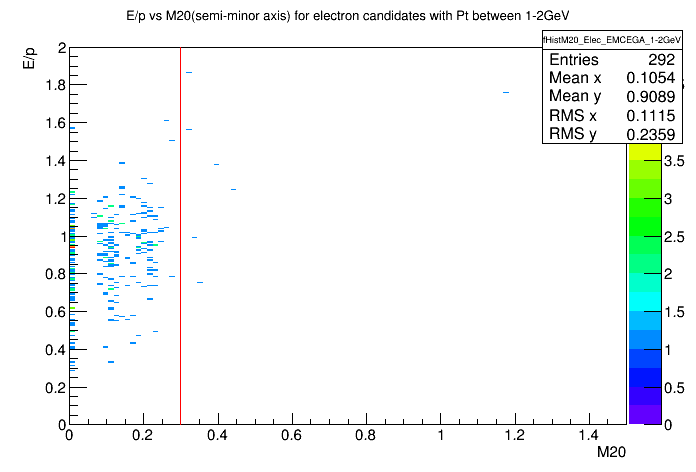 E/p vs M20(semi-minor axis) for electron candidates with Pt between 1-2GeV
fHistM20_Elec_EMCEGA_1-2GeV
Entries 292
Mean x 0.1054
Mean y 0.9089
RMS x 0.1115
RMS y 0.2359
E/p
2
1.8
1.6
1.4
1.2
1
0.8
0.6
0.4
0.2
0
0 0.2 0.4 0.6 0.8 1 1.2 1.4
M20
3.5
3
2.5
2
1.5
1
0.5
0